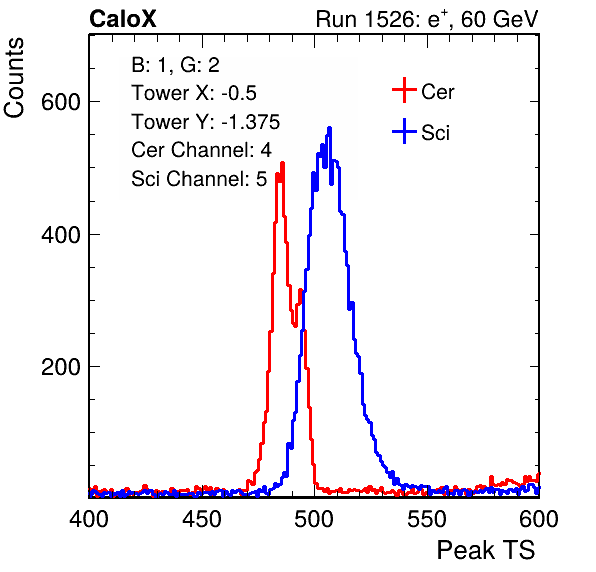 CaloX Run 1526: e+, 60 GeV
Counts
B: 1, G: 2
Tower X: -0.5
Tower Y: -1.375
Cer Channel: 4
Sci Channel: 5
Cer
Sci
600
400
200
400 450 500 550 600
Peak TS